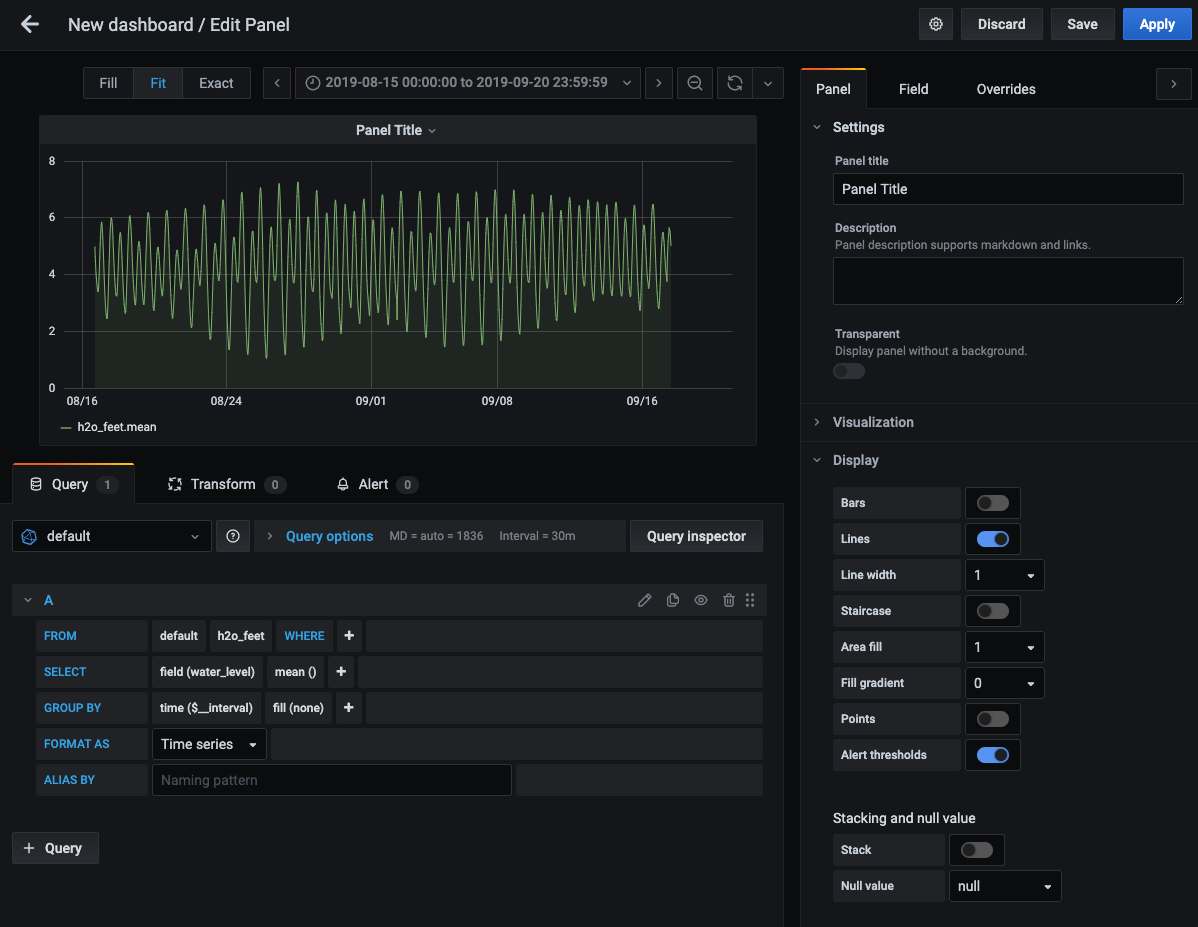 New dashboard / Edit Panel
Discard
Save
Apply
Fill
Fit
Exact
2019-08-15 00:00:00 to 2019-09-20 23:59:59
Panel Title
8
6
4
2
0
08/16
08/24
09/01
09/08
09/16
h2o_feet.mean
Query 1
Transform 0
Alert 0
default
Query options
MD = auto = 1836
Interval = 30m
Query inspector
A
FROM default h2o_feet WHERE +
SELECT field (water_level) mean () +
GROUP BY time ($__interval) fill (none) +
FORMAT AS Time series
ALIAS BY Naming pattern
+ Query
Panel
Field
Overrides
Settings
Panel title
Panel Title
Description
Panel description supports markdown and links.
Transparent
Display panel without a background.
Visualization
Display
Bars
Lines
Line width 1
Staircase
Area fill 1
Fill gradient 0
Points
Alert thresholds
Stacking and null value
Stack
Null value null